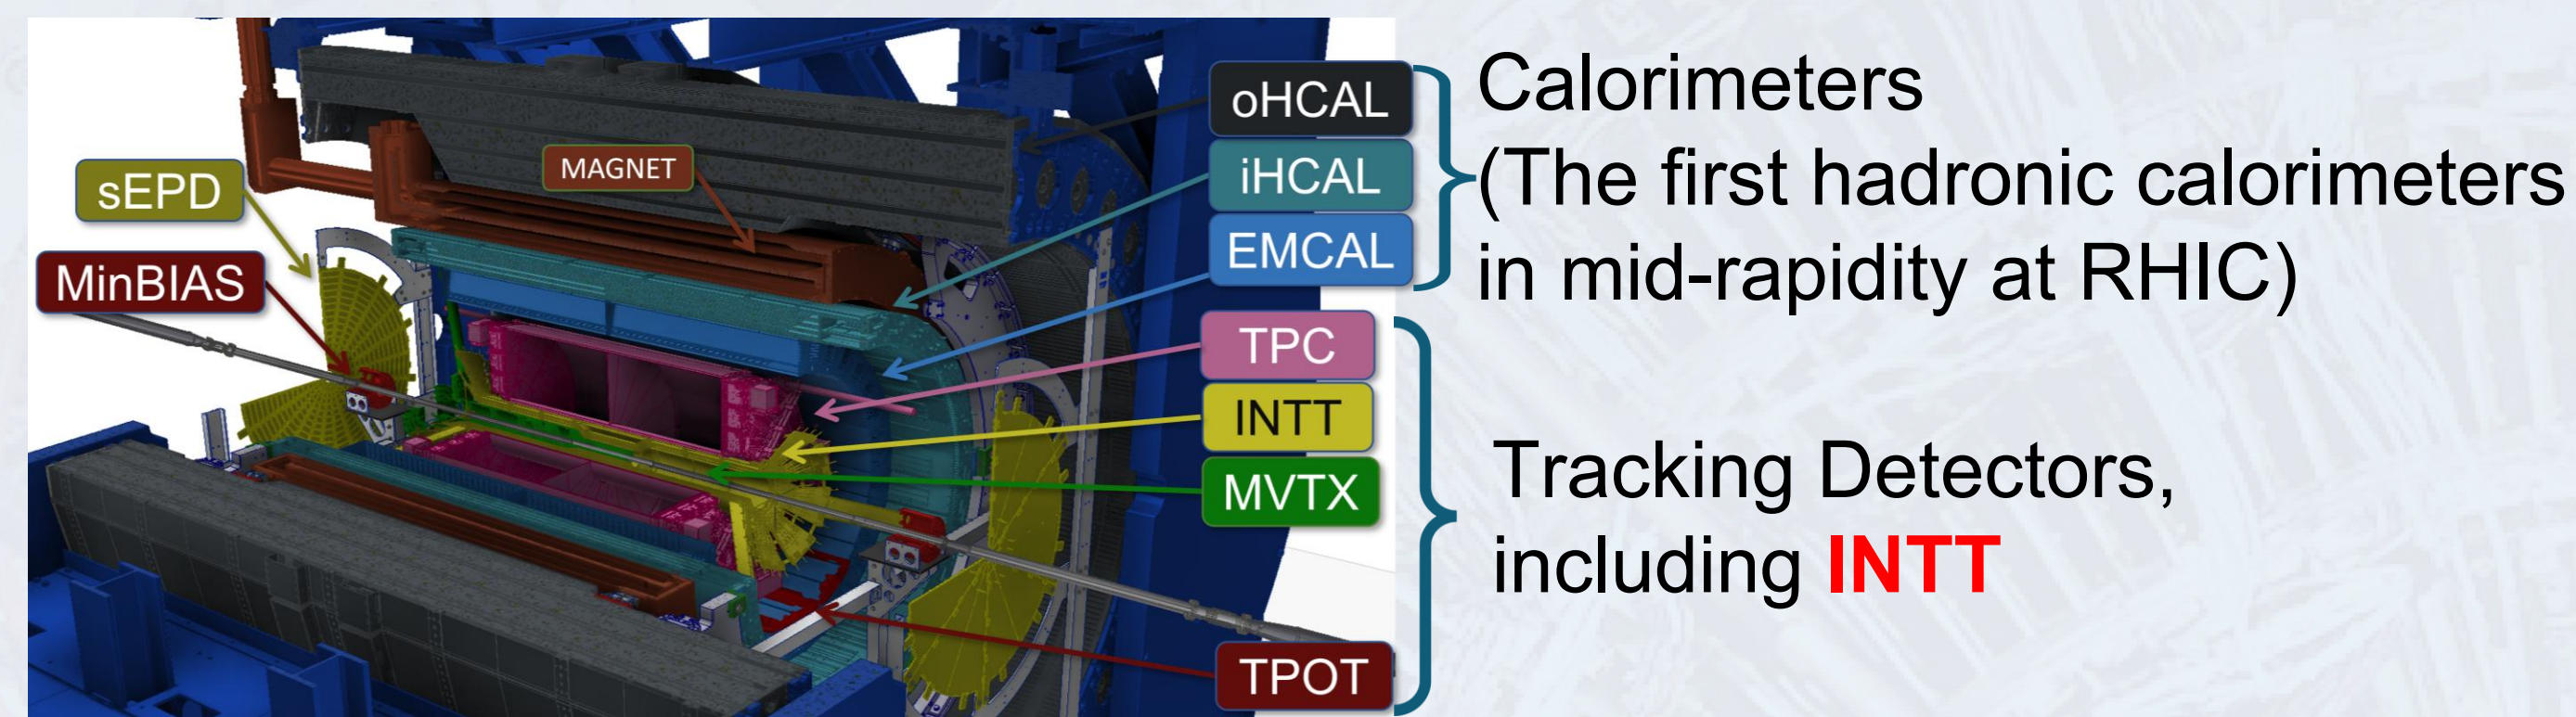 oHCAL
iHCAL
EMCAL
TPC
INTT
MVTX
TPOT
MAGNET
sEPD
MinBIAS
Calorimeters
(The first hadronic calorimeters
in mid-rapidity at RHIC)
Tracking Detectors,
including INTT